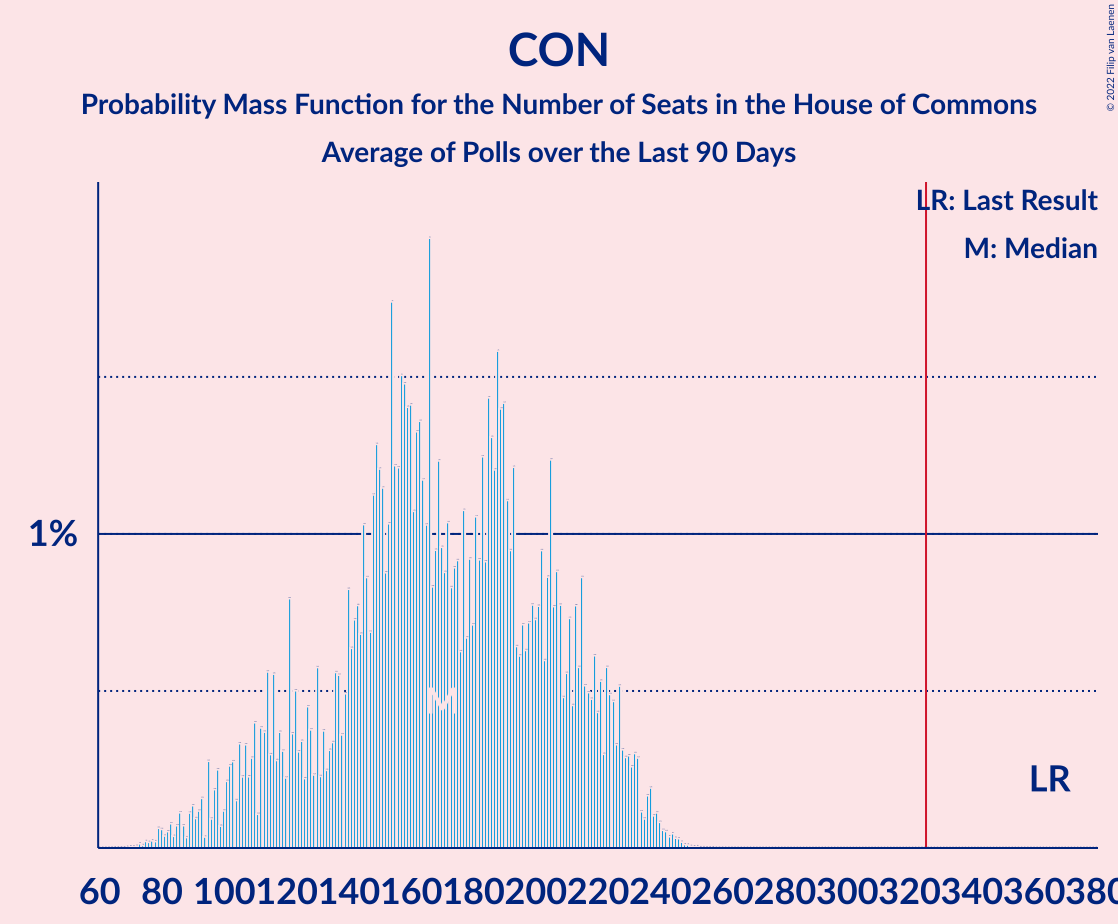 CON
Probability Mass Function for the Number of Seats in the House of Commons
Average of Polls over the Last 90 Days
© 2022 Filip van Laenen
LR: Last Result
M: Median
1%
M
LR
60 80 100 120 140 160 180 200 220 240 260 280 300 320 340 360 380